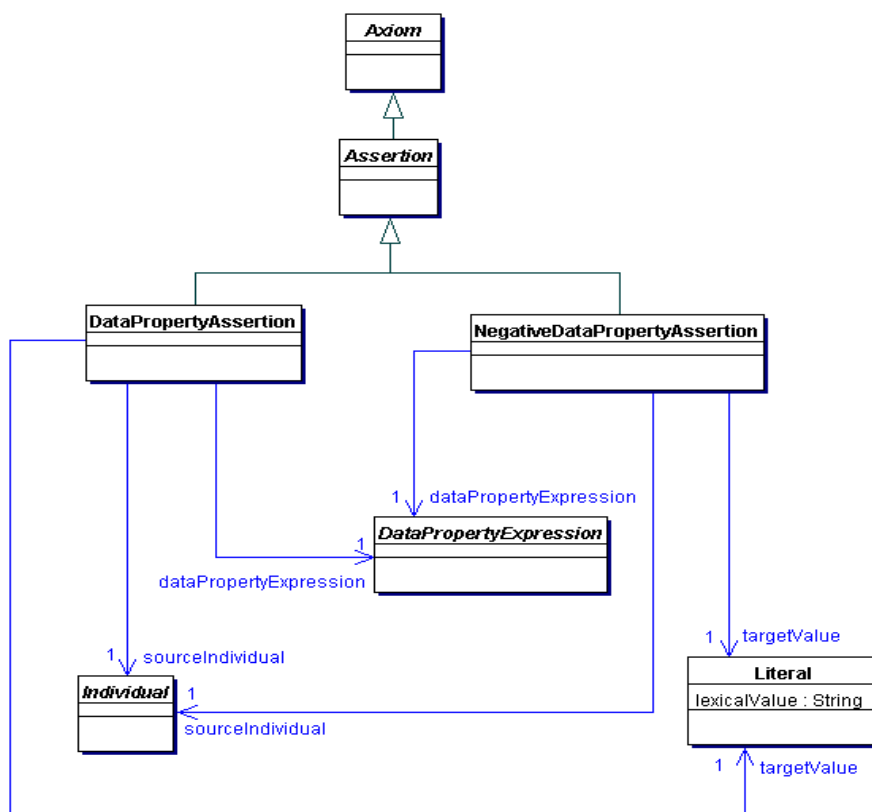 Axiom
Assertion
DataPropertyAssertion
NegativeDataPropertyAssertion
1 dataPropertyExpression
DataPropertyExpression
1
dataPropertyExpression
1 targetValue
1 sourceIndividual
Literal
lexicalValue : String
Individual
1
sourceIndividual
1 targetValue